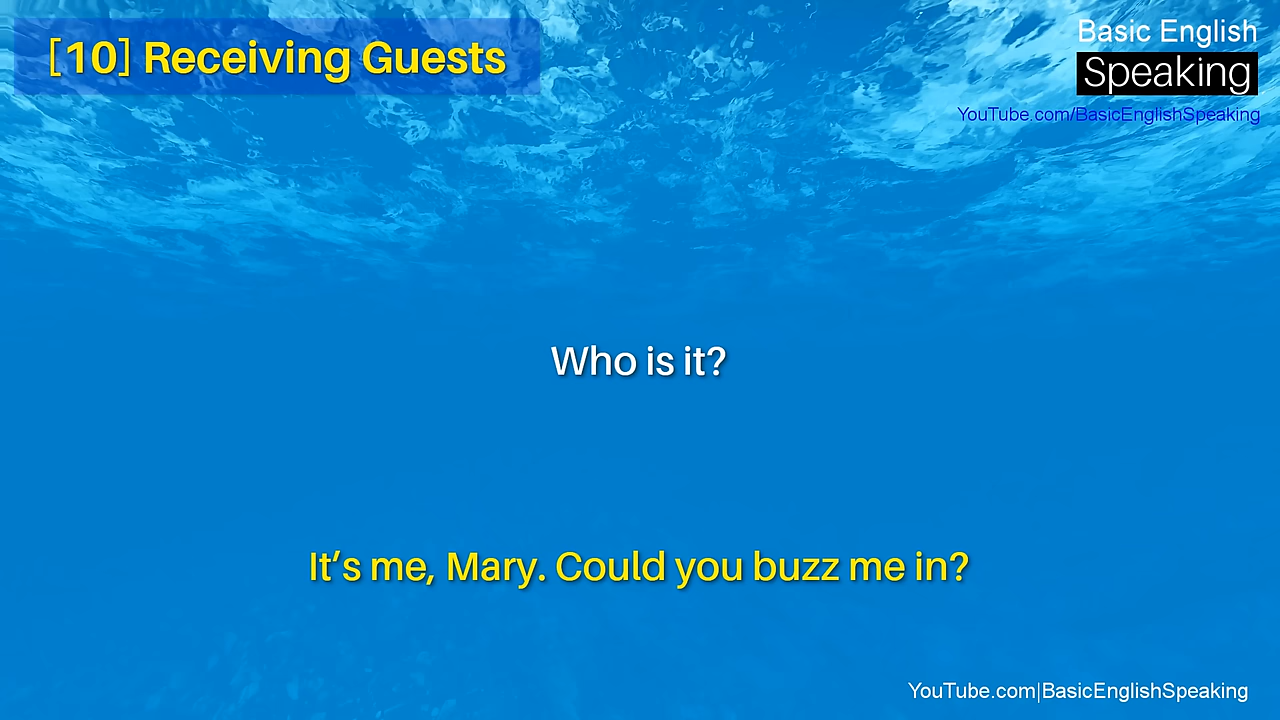 [10] Receiving Guests
Basic English
Speaking
YouTube.com/BasicEnglishSpeaking
Who is it?
It’s me, Mary. Could you buzz me in?
YouTube.com|BasicEnglishSpeaking